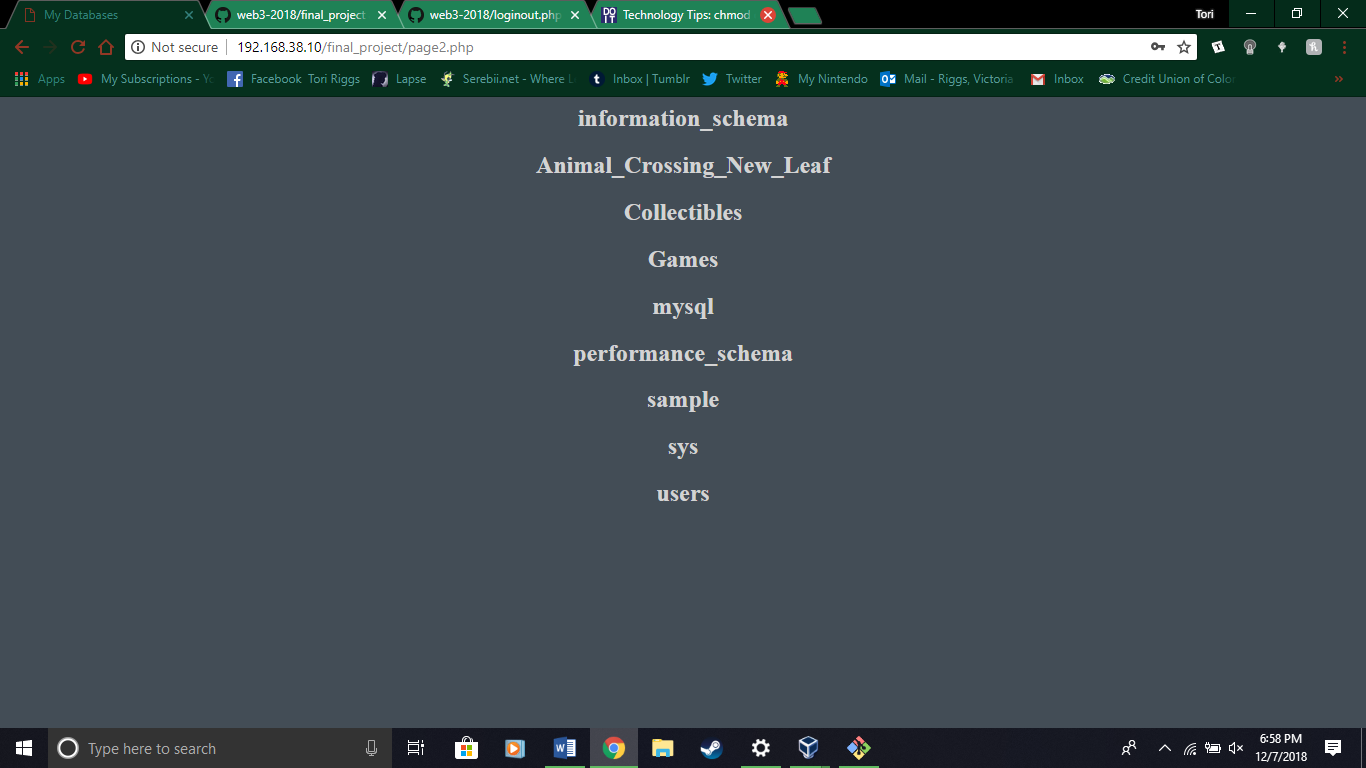 My Databases
web3-2018/final_project
web3-2018/loginout.php
DO IT
Technology Tips: chmod
Tori
Not secure
192.168.38.10/final_project/page2.php
Apps
My Subscriptions - Yo
Facebook Tori Riggs
Lapse
Serebii.net - Where L
Inbox | Tumblr
Twitter
My Nintendo
Mail - Riggs, Victoria
Inbox
Credit Union of Colo
»
information_schema
Animal_Crossing_New_Leaf
Collectibles
Games
mysql
performance_schema
sample
sys
users
Type here to search
6:58 PM
12/7/2018